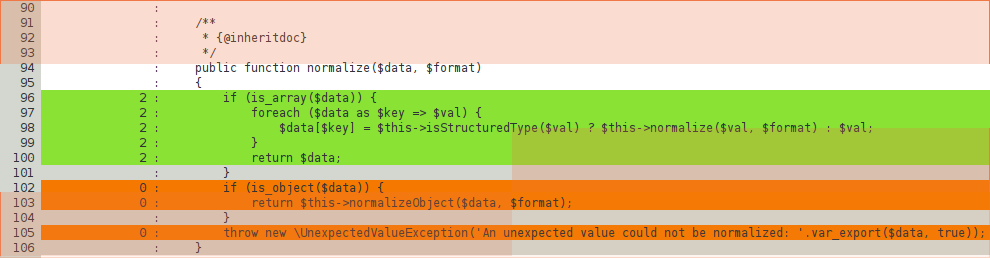 90 :
91 : /**
92 : * {@inheritdoc}
93 : */
94 : public function normalize($data, $format)
95 : {
96 2 : if (is_array($data)) {
97 2 : foreach ($data as $key => $val) {
98 2 : $data[$key] = $this->isStructuredType($val) ? $this->normalize($val, $format) : $val;
99 2 : }
100 2 : return $data;
101 : }
102 0 : if (is_object($data)) {
103 0 : return $this->normalizeObject($data, $format);
104 : }
105 0 : throw new \UnexpectedValueException('An unexpected value could not be normalized: '.var_export($data, true));
106 : }